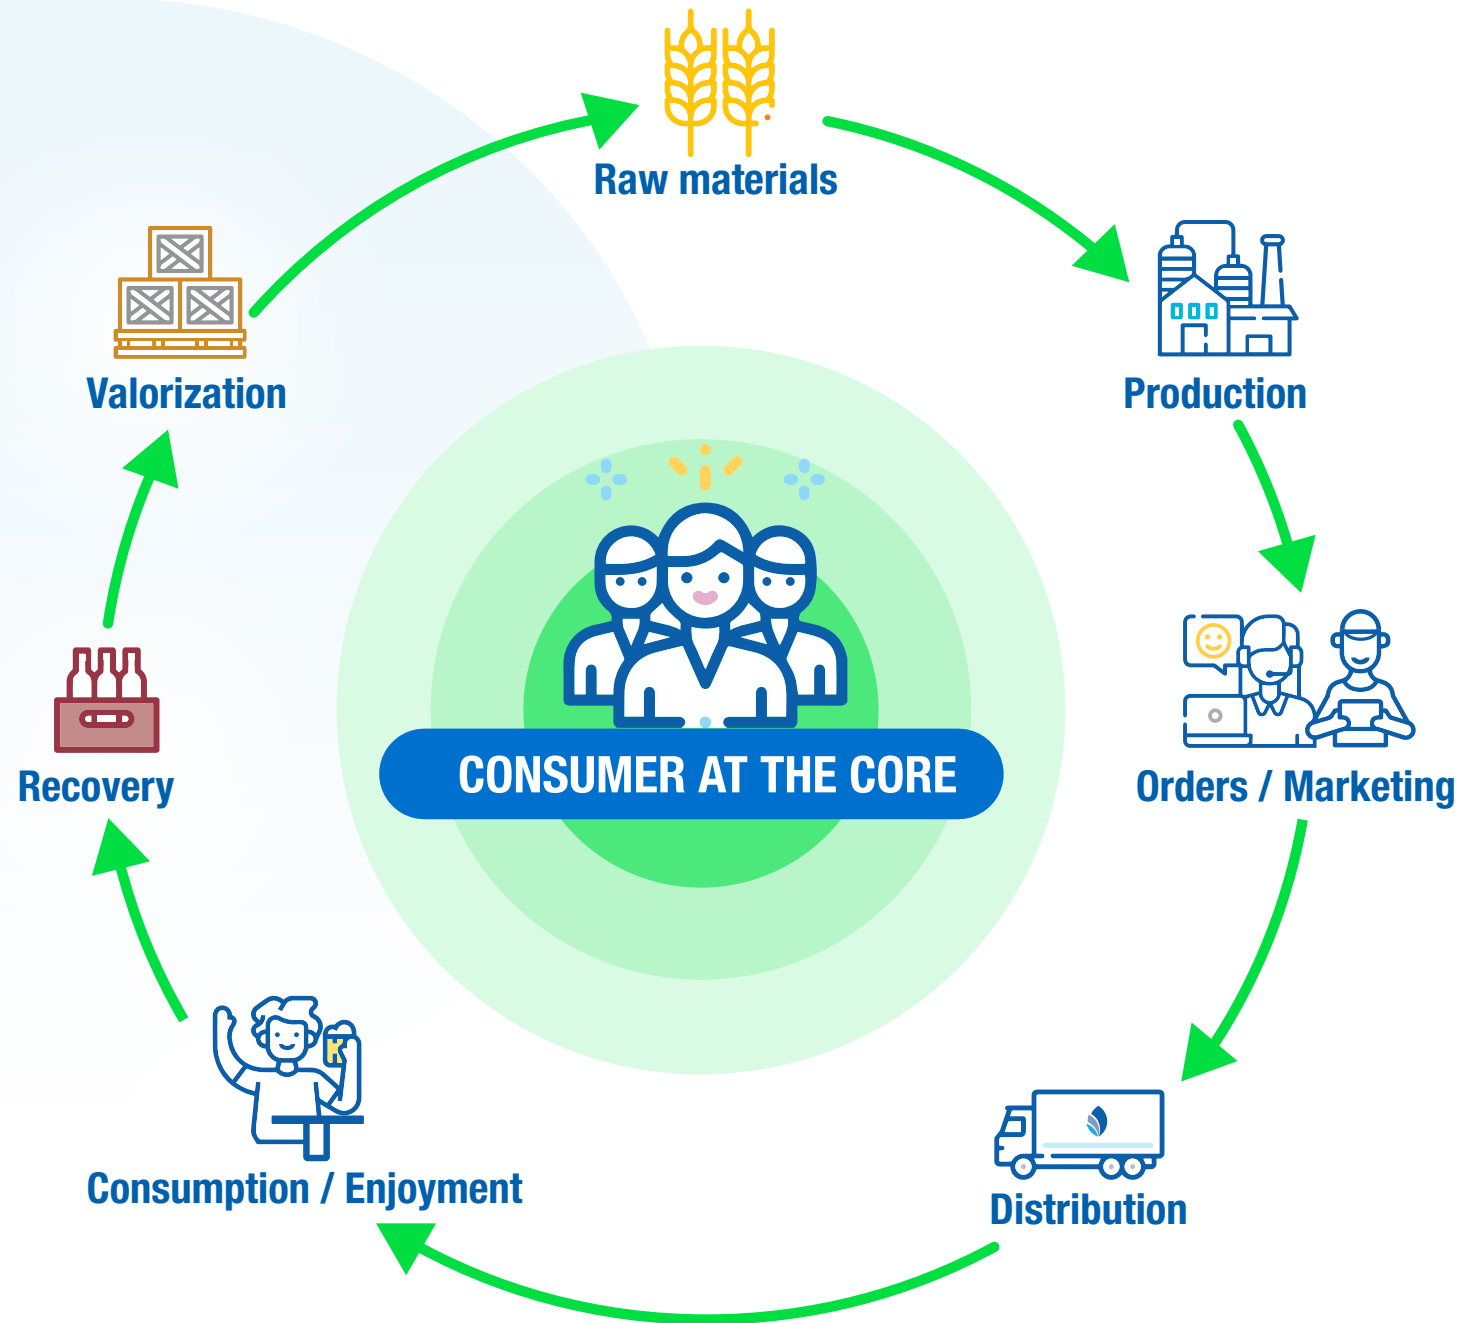 Raw materials
Production
Valorization
CONSUMER AT THE CORE
Orders / Marketing
Recovery
Consumption / Enjoyment
Distribution